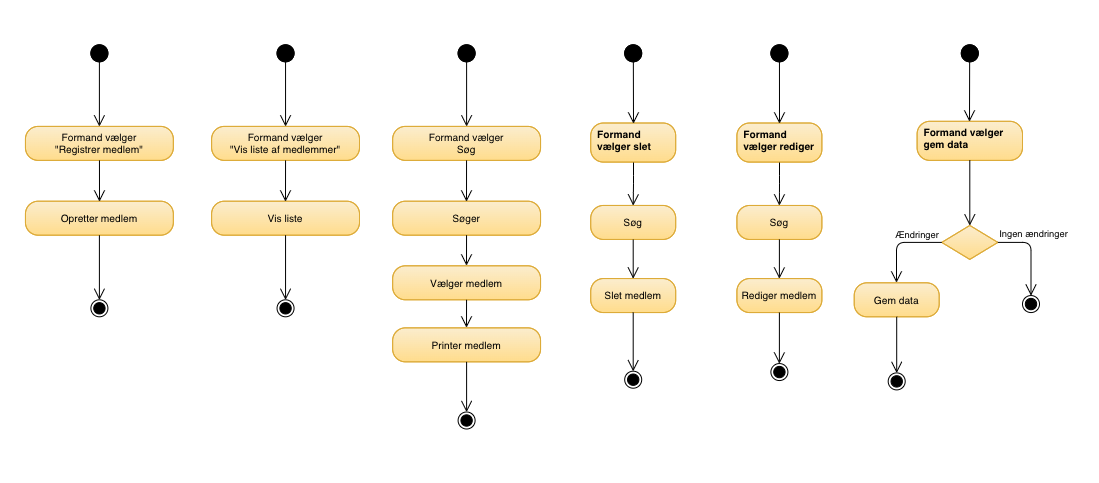 Formand vælger
"Registrer medlem"
Opretter medlem
Formand vælger
"Vis liste af medlemmer"
Vis liste
Formand vælger
Søg
Søger
Vælger medlem
Printer medlem
Formand
vælger slet
Søg
Slet medlem
Formand
vælger rediger
Søg
Rediger medlem
Formand vælger
gem data
Ændringer
Ingen ændringer
Gem data